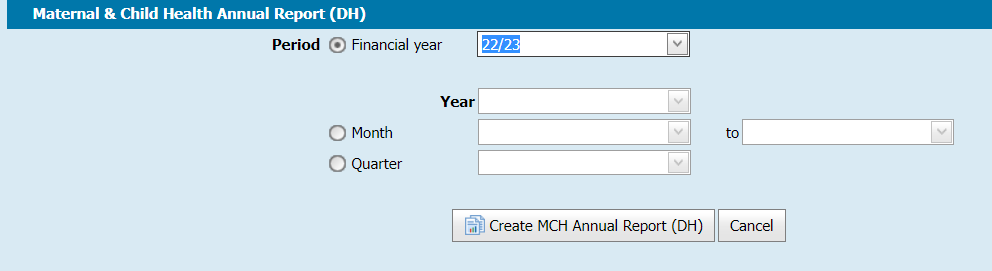 Maternal & Child Health Annual Report (DH)
Period Financial year 22/23
Year
Month to
Quarter
Create MCH Annual Report (DH) Cancel